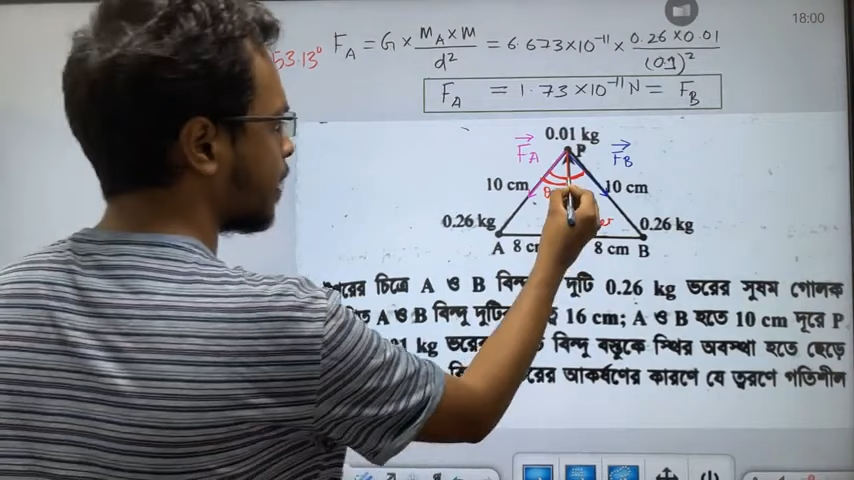 18:00
53.13° F_A = G × (M_A × M)/d² = 6.673×10⁻¹¹ × (0.26 × 0.01)/(0.1)²
F_A = 1.73 × 10⁻¹¹ N = F_B
0.01 kg
F_A P F_B
10 cm 10 cm
0.26 kg 0.26 kg
A 8 8 cm B
চিত্রে A ও B দুটি 0.26 kg ভরের সুষম গোলক
A ও B বিন্দু 16 cm; A ও B হতে 10 cm দূরে P
kg বিন্দু বস্তুকে স্থির অবস্থা হতে ছেড়ে
আকর্ষণের কারণে যে ত্বরণে গতিশীল